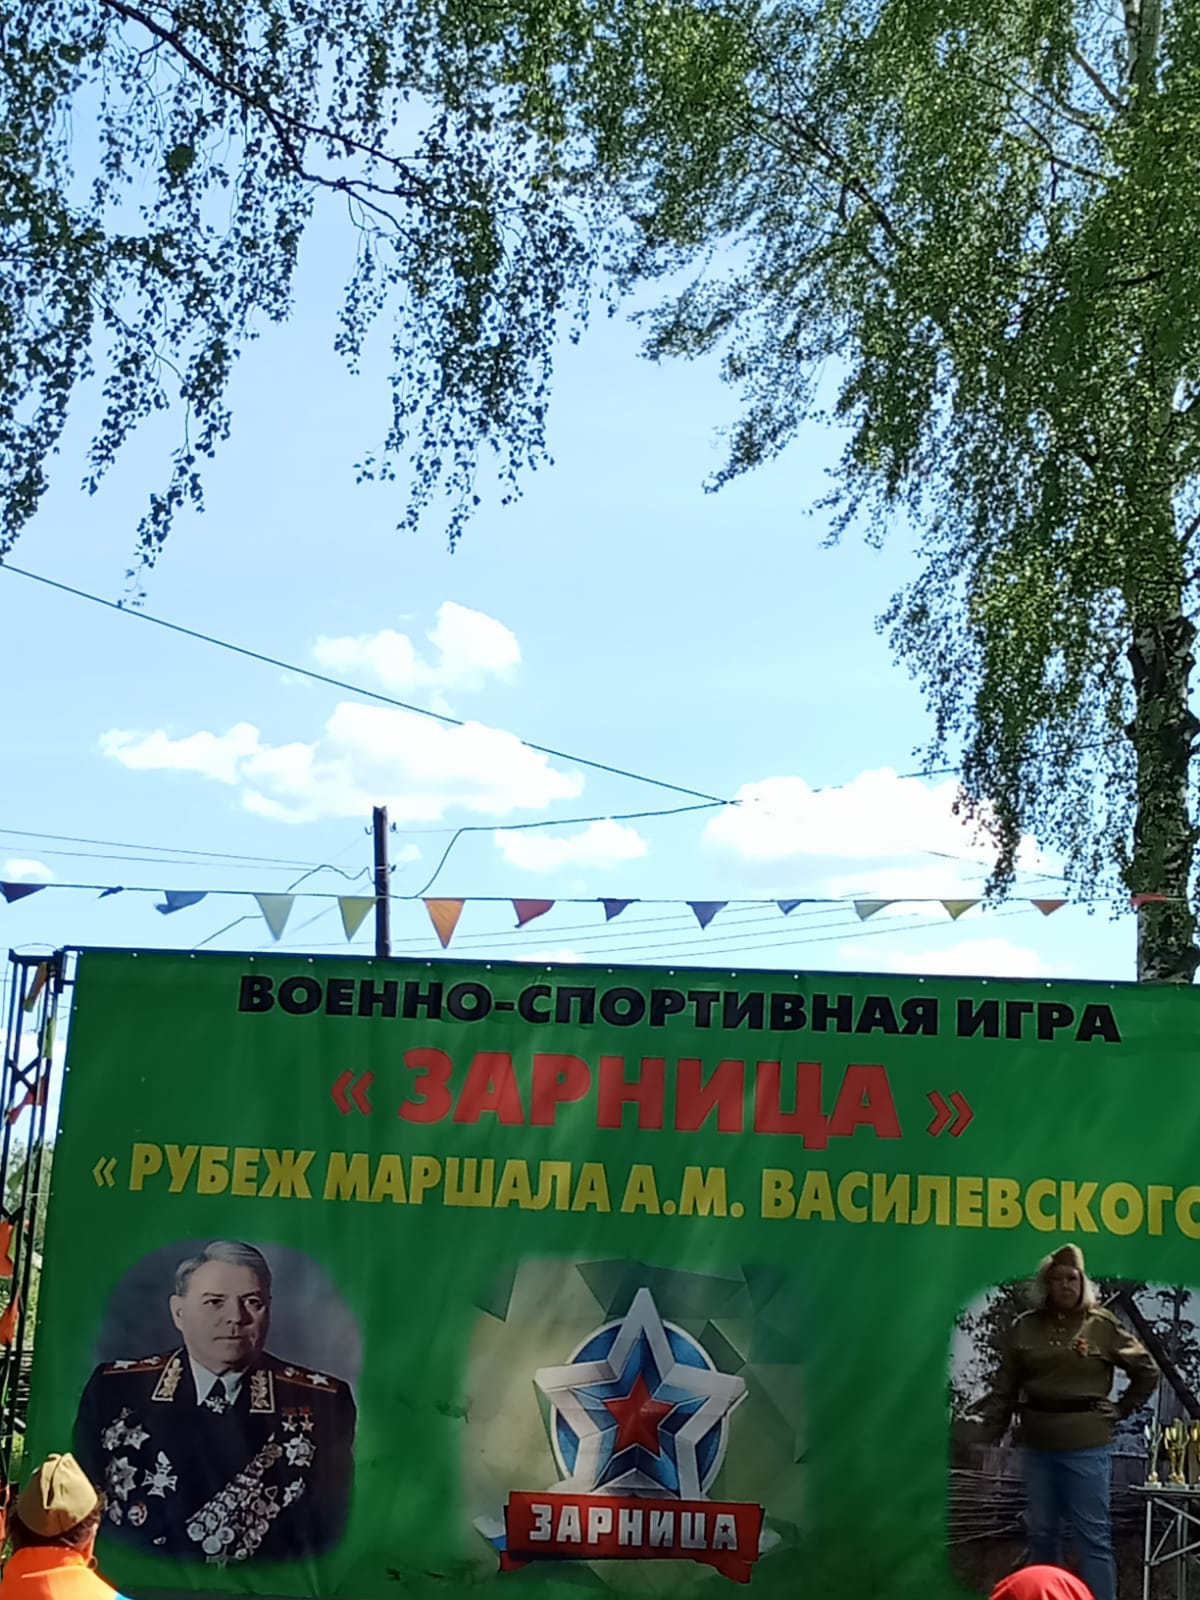 ВОЕННО-СПОРТИВНАЯ ИГРА
« ЗАРНИЦА »
« РУБЕЖ МАРШАЛА А.М. ВАСИЛЕВСКОГО
ЗАРНИЦА